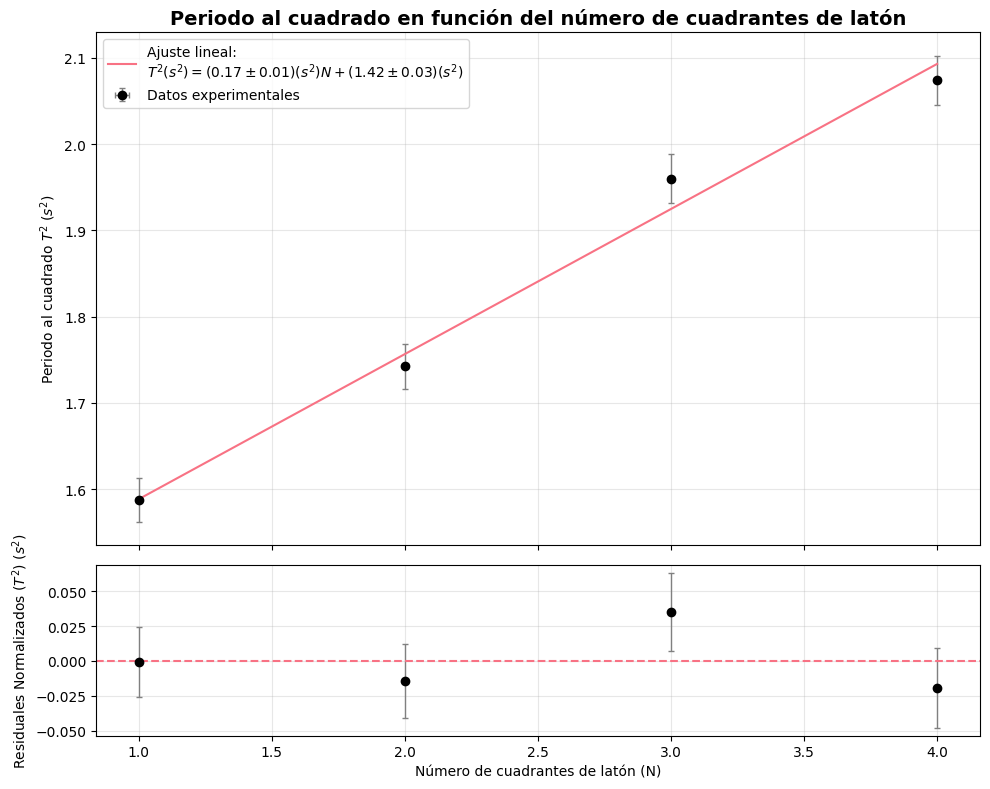 Periodo al cuadrado en función del número de cuadrantes de latón
Ajuste lineal:
T²(s²) = (0.17 ± 0.01)(s²)N + (1.42 ± 0.03)(s²)
Datos experimentales
Periodo al cuadrado T² (s²)
2.1
2.0
1.9
1.8
1.7
1.6
Residuales Normalizados (T²) (s²)
0.050
0.025
0.000
−0.025
−0.050
1.0 1.5 2.0 2.5 3.0 3.5 4.0
Número de cuadrantes de latón (N)